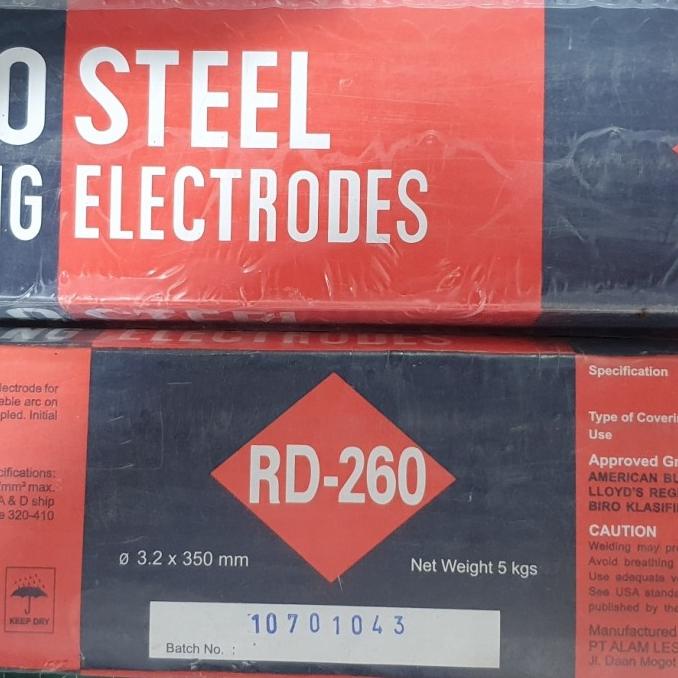 O STEEL
NG ELECTRODES
lectrode for
able arc on
pled. Initial
cifications:
/mm² max.
A & D ship
e 320-410
KEEP DRY
RD-260
ø 3.2 x 350 mm
Net Weight 5 kgs
10701043
Batch No. :
Specification
Type of Coveri
Use
Approved Gr
AMERICAN BU
LLOYD'S REG
BIRO KLASIFI
CAUTION
Welding may pr
Avoid breathing
Use adequate v
See USA standa
published by the
Manufactured
PT ALAM LES
Jl. Daan Mogot